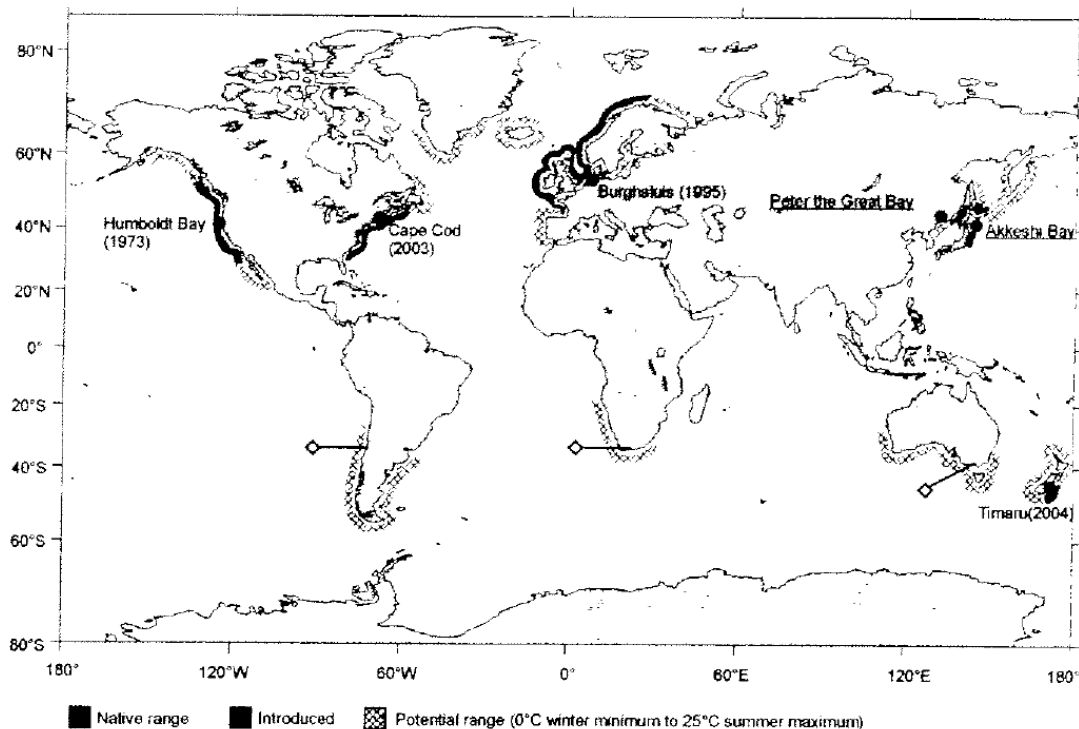 80°N
60°N
40°N
20°N
0°
20°S
40°S
60°S
80°S
Humboldt Bay
(1973)
Cape Cod
(2003)
Burghsluis (1995)
Peter the Great Bay
Akkeshi Bay
Timaru(2004)
180°
120°W
60°W
0°
60°E
120°E
180°
Native range
Introduced
Potential range (0°C winter minimum to 25°C summer maximum)